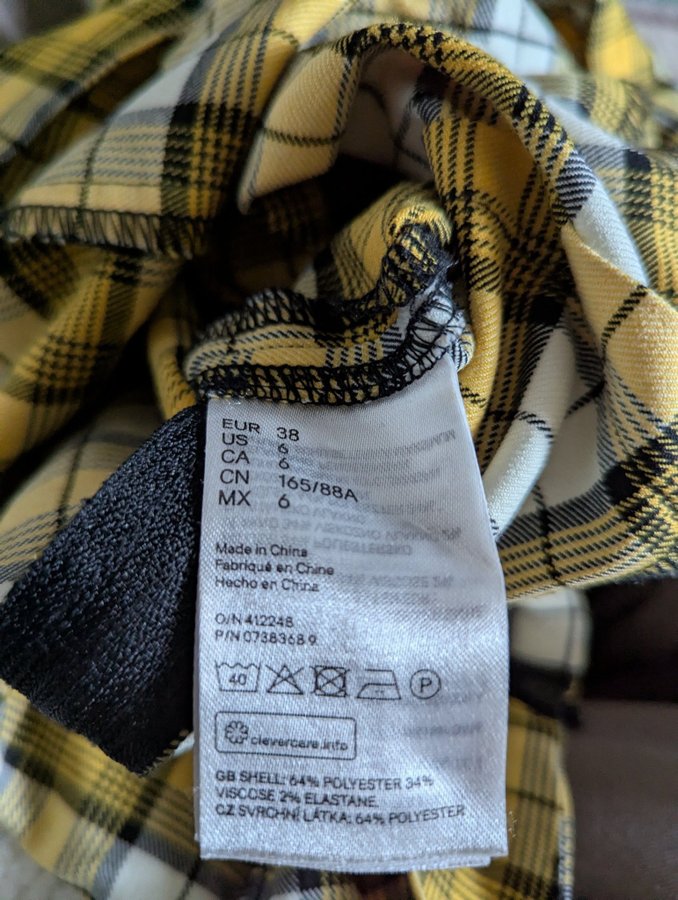 EUR 38
US 6
CA 6
CN 165/88A
MX 6
Made in China
Fabriqué en Chine
Hecho en China
O/N 412248
P/N 0738368 9
40 P
clevercare.info
GB SHELL: 64% POLYESTER 34%
VISCOSE 2% ELASTANE.
CZ SVRCHNÍ LÁTKA: 64% POLYESTER